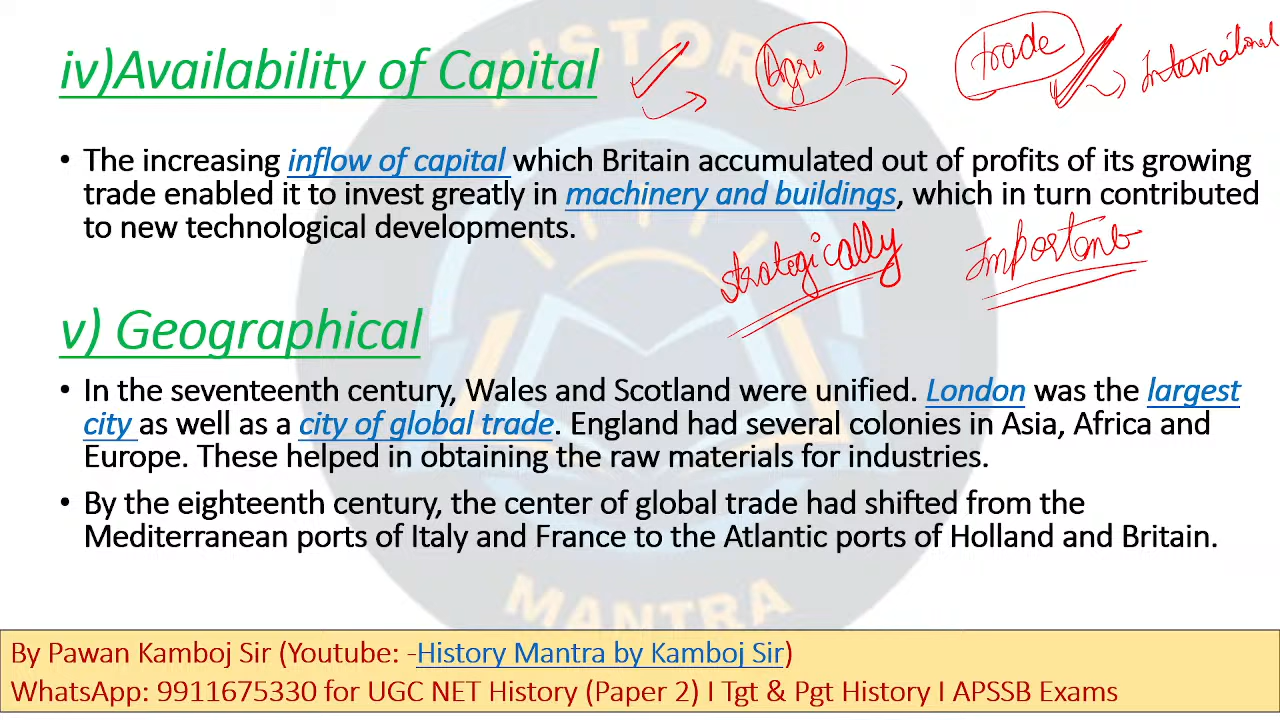 HISTORY
iv)Availability of Capital
Agri
trade
International
• The increasing inflow of capital which Britain accumulated out of profits of its growing
trade enabled it to invest greatly in machinery and buildings, which in turn contributed
to new technological developments.
strategically
Important
v) Geographical
• In the seventeenth century, Wales and Scotland were unified. London was the largest
city as well as a city of global trade. England had several colonies in Asia, Africa and
Europe. These helped in obtaining the raw materials for industries.
• By the eighteenth century, the center of global trade had shifted from the
Mediterranean ports of Italy and France to the Atlantic ports of Holland and Britain.
MANTRA
By Pawan Kamboj Sir (Youtube: -History Mantra by Kamboj Sir)
WhatsApp: 9911675330 for UGC NET History (Paper 2) I Tgt & Pgt History I APSSB Exams